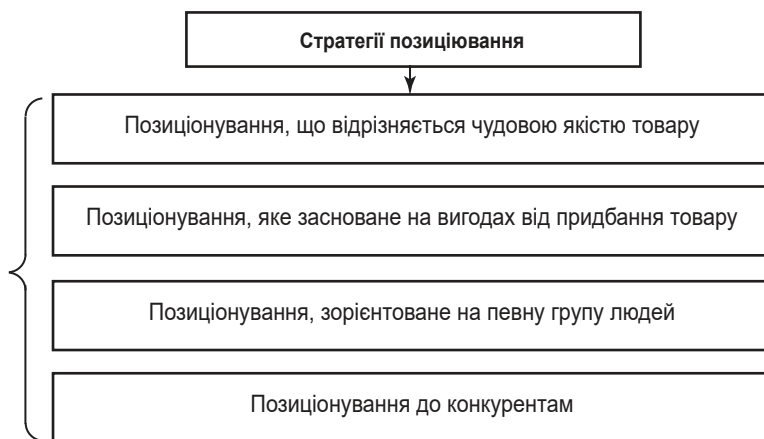 Стратегії позиціювання
Позиціонування, що відрізняється чудовою якістю товару
Позиціонування, яке засноване на вигодах від придбання товару
Позиціонування, зорієнтоване на певну групу людей
Позиціонування до конкурентам